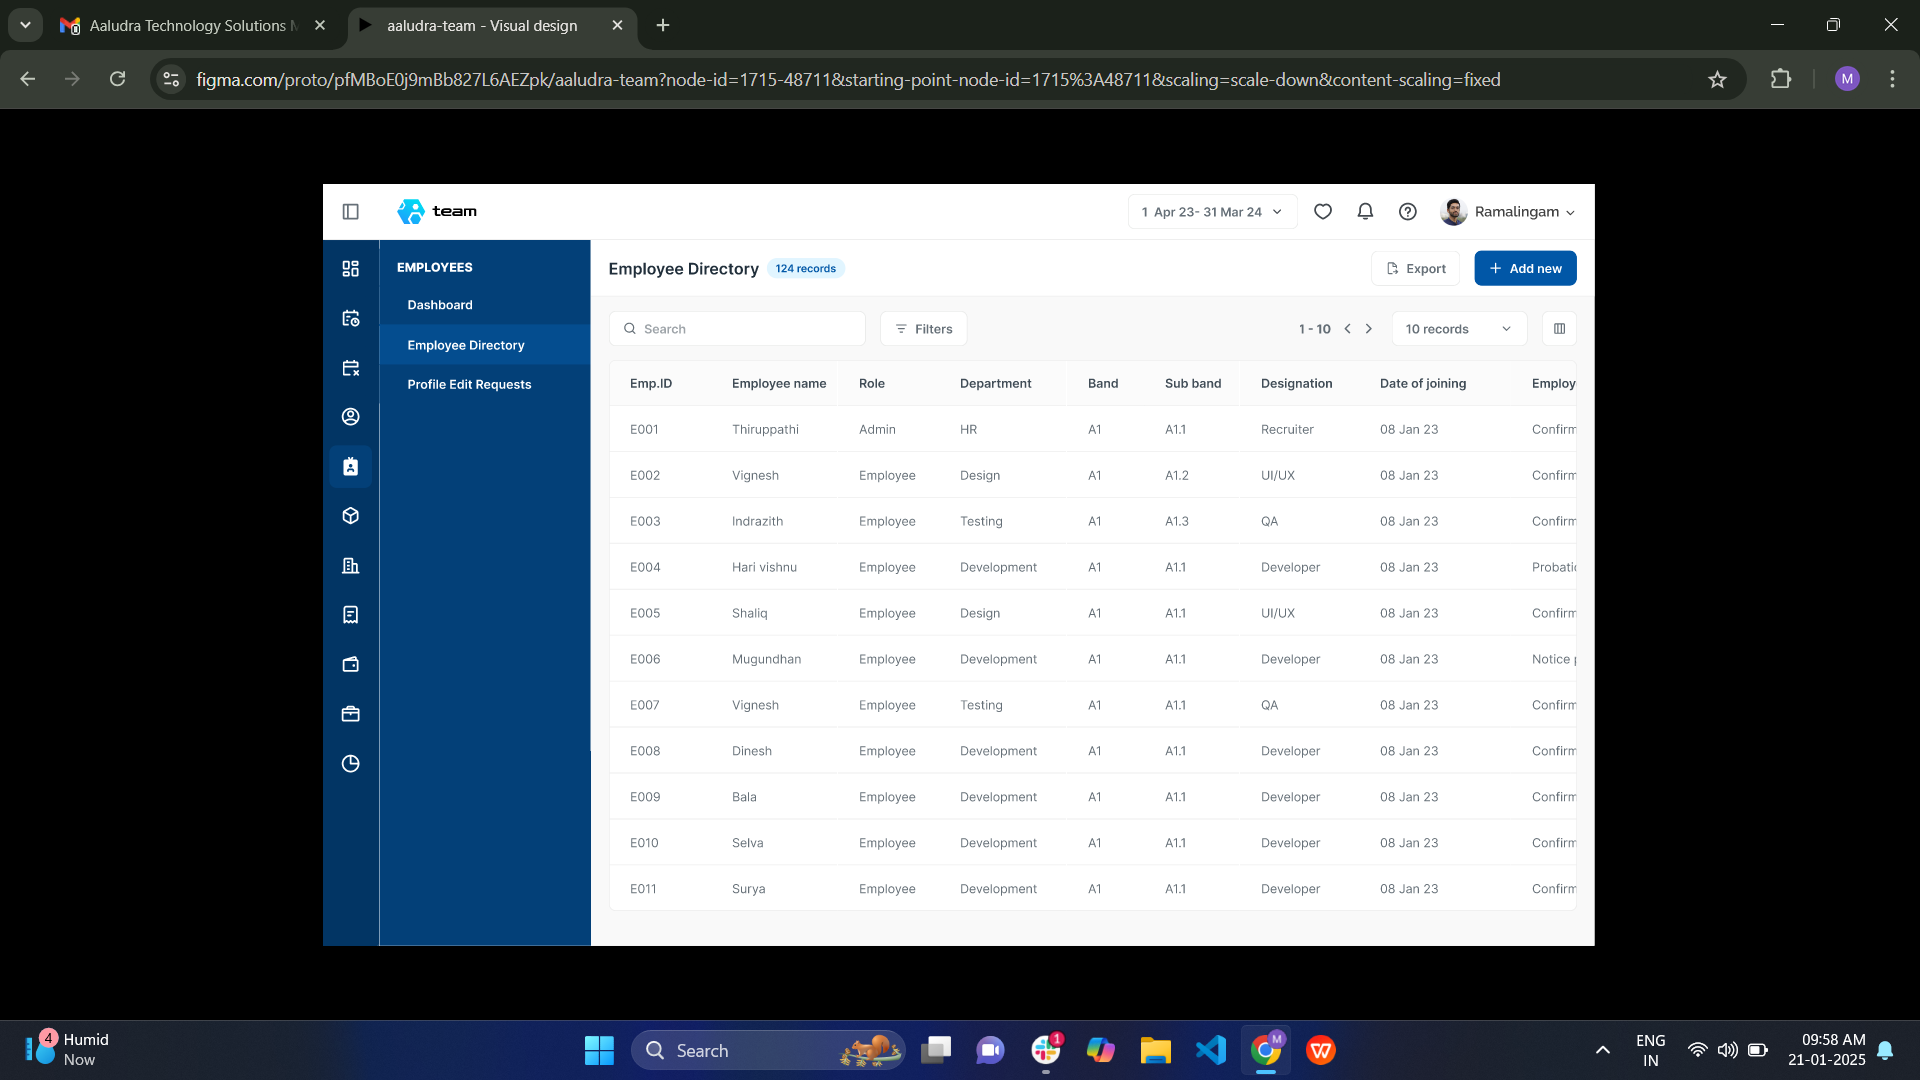 Aaludra Technology Solutions M
aaludra-team - Visual design
figma.com/proto/pfMBoE0j9mBb827L6AEZpk/aaludra-team?node-id=1715-48711&starting-point-node-id=1715%3A48711&scaling=scale-down&content-scaling=fixed
M
team
1 Apr 23- 31 Mar 24
Ramalingam
EMPLOYEES
Dashboard
Employee Directory
Profile Edit Requests
Employee Directory 124 records
Export
Add new
Search
Filters
1 - 10
10 records
Emp.ID Employee name Role Department Band Sub band Designation Date of joining Employ
E001 Thiruppathi Admin HR A1 A1.1 Recruiter 08 Jan 23 Confirm
E002 Vignesh Employee Design A1 A1.2 UI/UX 08 Jan 23 Confirm
E003 Indrazith Employee Testing A1 A1.3 QA 08 Jan 23 Confirm
E004 Hari vishnu Employee Development A1 A1.1 Developer 08 Jan 23 Probatio
E005 Shaliq Employee Design A1 A1.1 UI/UX 08 Jan 23 Confirm
E006 Mugundhan Employee Development A1 A1.1 Developer 08 Jan 23 Notice p
E007 Vignesh Employee Testing A1 A1.1 QA 08 Jan 23 Confirm
E008 Dinesh Employee Development A1 A1.1 Developer 08 Jan 23 Confirm
E009 Bala Employee Development A1 A1.1 Developer 08 Jan 23 Confirm
E010 Selva Employee Development A1 A1.1 Developer 08 Jan 23 Confirm
E011 Surya Employee Development A1 A1.1 Developer 08 Jan 23 Confirm
4
Humid
Now
Search
1
M
W
ENG
IN
09:58 AM
21-01-2025